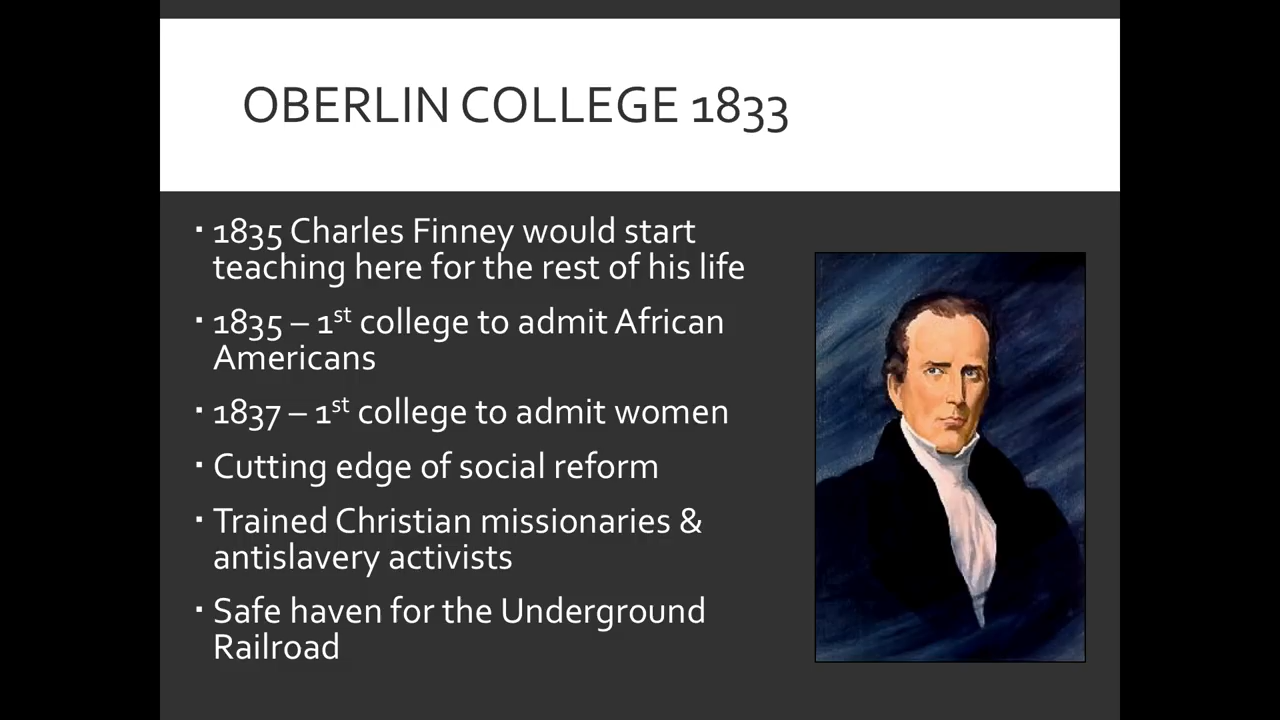 OBERLIN COLLEGE 1833
▪ 1835 Charles Finney would start
teaching here for the rest of his life
▪ 1835 – 1st college to admit African
Americans
▪ 1837 – 1st college to admit women
▪ Cutting edge of social reform
▪ Trained Christian missionaries &
antislavery activists
▪ Safe haven for the Underground
Railroad